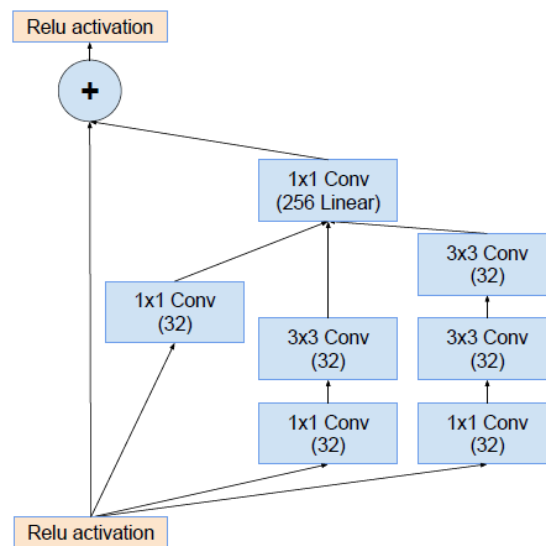 Relu activation
+
1x1 Conv
(256 Linear)
3x3 Conv
(32)
1x1 Conv
(32)
3x3 Conv
(32)
3x3 Conv
(32)
1x1 Conv
(32)
1x1 Conv
(32)
Relu activation